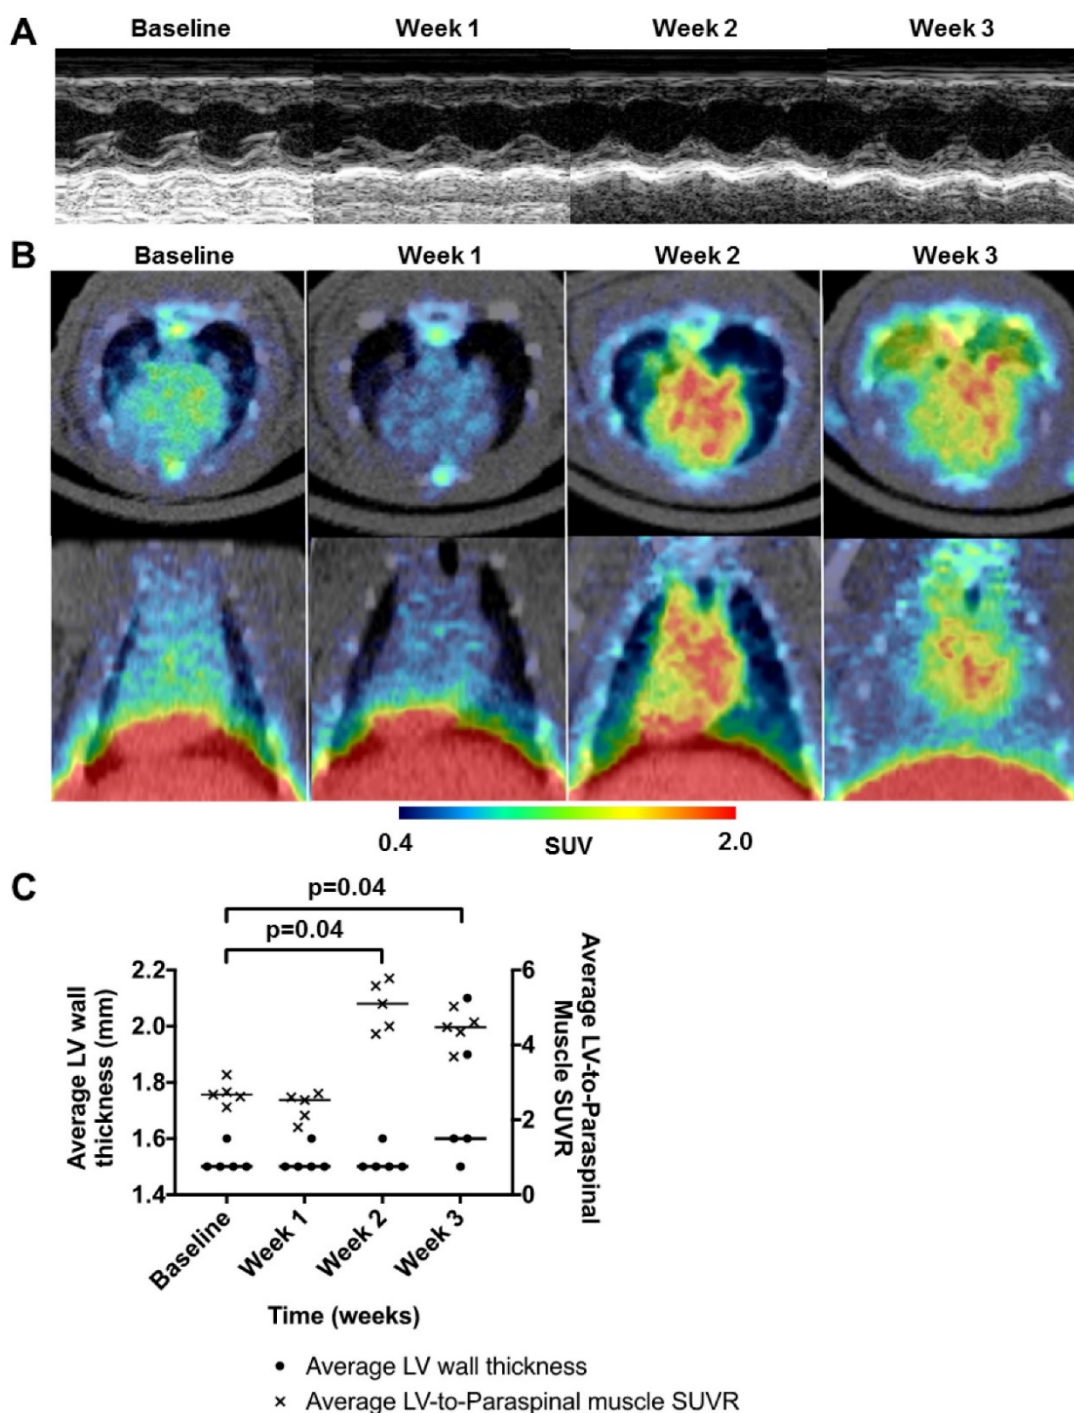 A
Baseline Week 1 Week 2 Week 3
B
Baseline Week 1 Week 2 Week 3
0.4 SUV 2.0
C
p=0.04
p=0.04
Average LV wall
thickness (mm)
2.2
2.0
1.8
1.6
1.4
6
4
2
0
Average LV-to-Paraspinal
Muscle SUVR
Baseline Week 1 Week 2 Week 3
Time (weeks)
Average LV wall thickness
Average LV-to-Paraspinal muscle SUVR